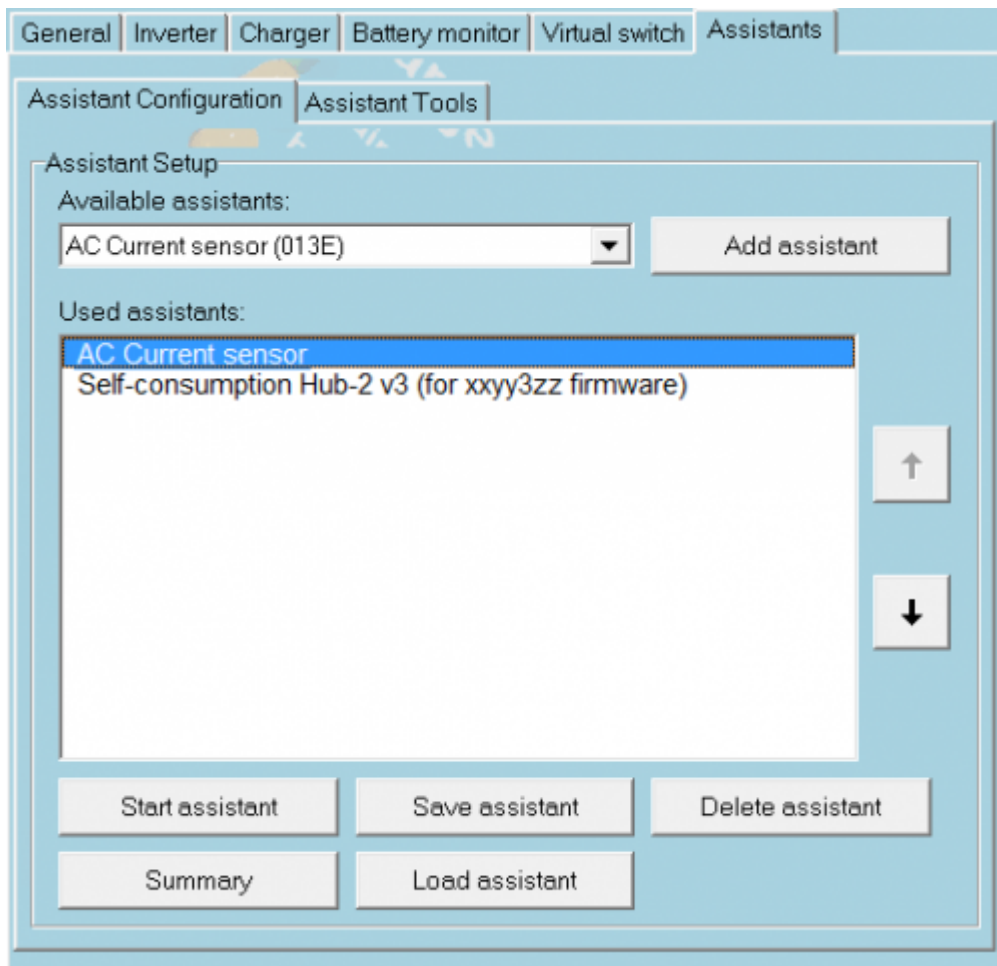 General Inverter Charger Battery monitor Virtual switch Assistants
Assistant Configuration Assistant Tools
Assistant Setup
Available assistants:
AC Current sensor (013E) Add assistant
Used assistants:
AC Current sensor
Self-consumption Hub-2 v3 (for xxyy3zz firmware)
Start assistant Save assistant Delete assistant
Summary Load assistant